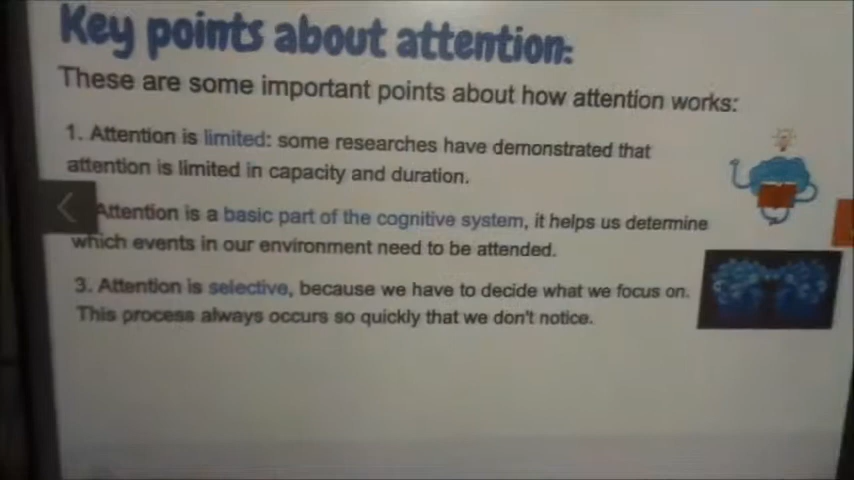 Key points about attention:
These are some important points about how attention works:
1. Attention is limited: some researches have demonstrated that
attention is limited in capacity and duration.
Attention is a basic part of the cognitive system, it helps us determine
which events in our environment need to be attended.
3. Attention is selective, because we have to decide what we focus on.
This process always occurs so quickly that we don't notice.